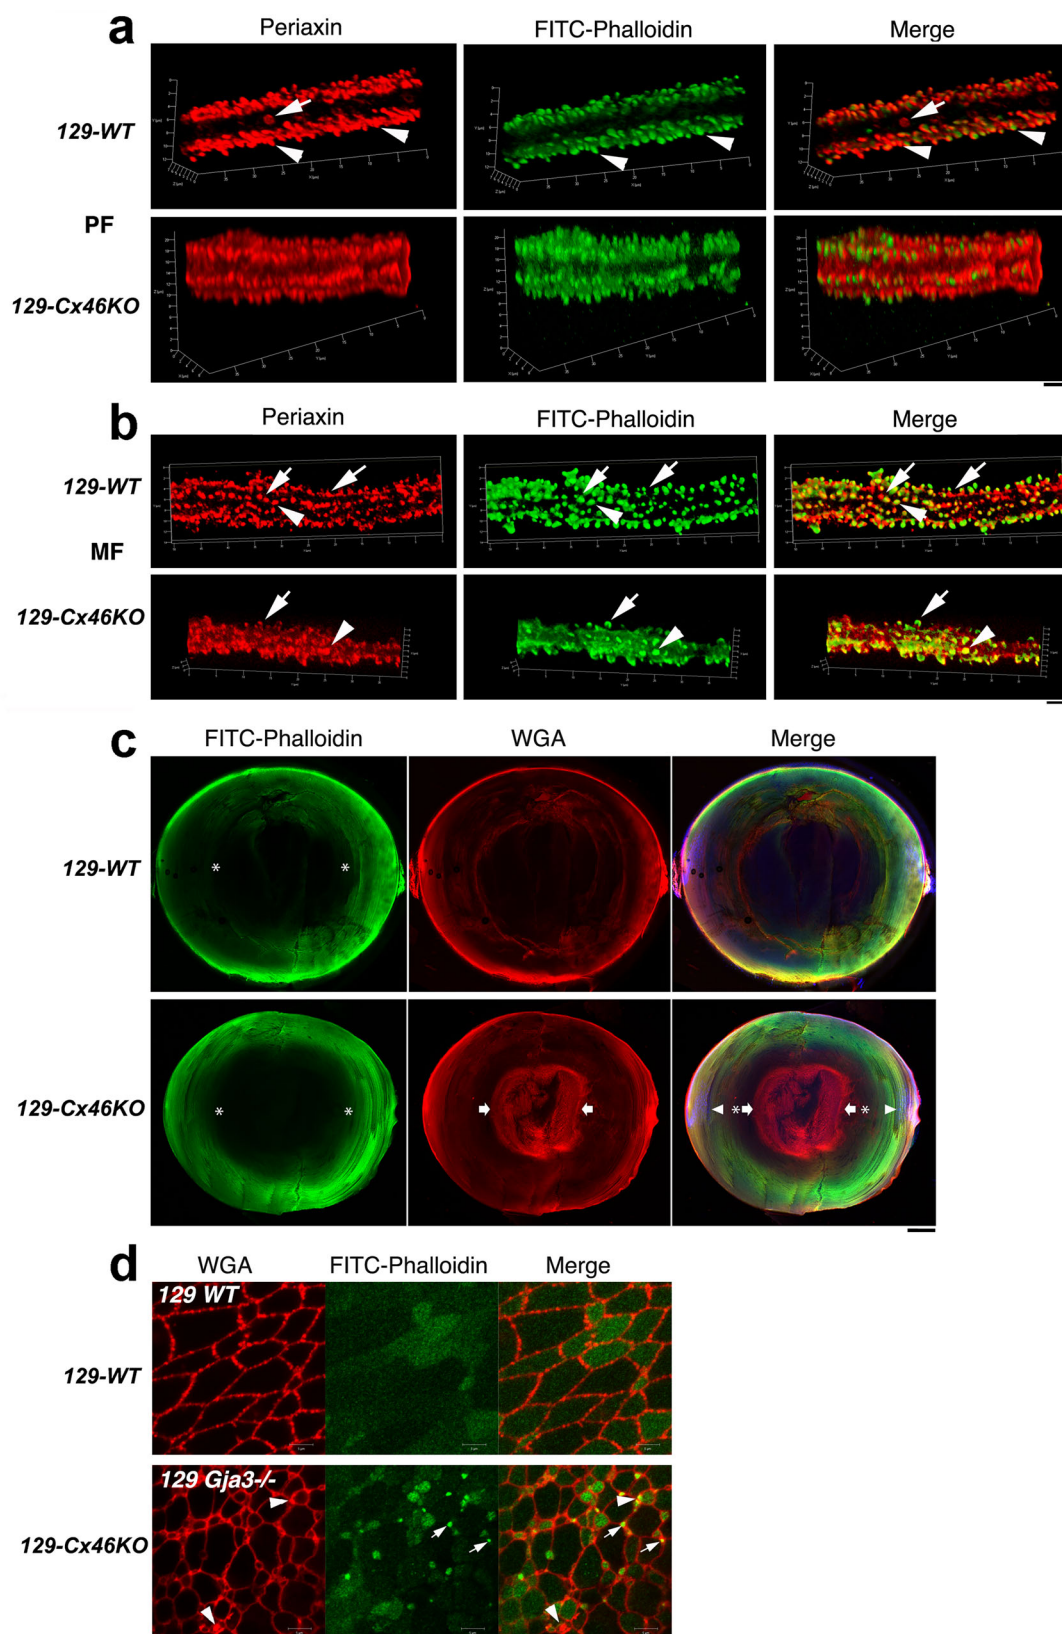 a
Periaxin FITC-Phalloidin Merge
129-WT
PF
129-Cx46KO
b
Periaxin FITC-Phalloidin Merge
129-WT
MF
129-Cx46KO
c
FITC-Phalloidin WGA Merge
129-WT
* *
129-Cx46KO
* * * *
d
WGA FITC-Phalloidin Merge
129 WT
129-WT
129 Gja3-/-
129-Cx46KO